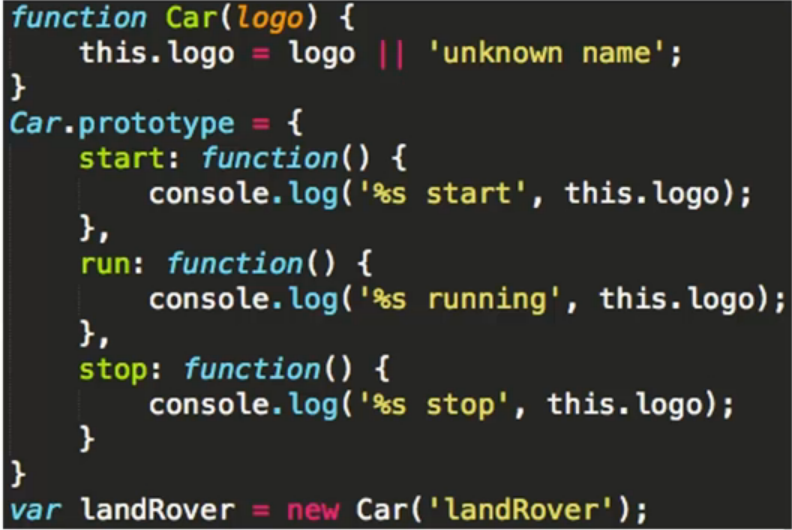 function Car(logo) {
    this.logo = logo || 'unknown name';
}
Car.prototype = {
    start: function() {
        console.log('%s start', this.logo);
    },
    run: function() {
        console.log('%s running', this.logo);
    },
    stop: function() {
        console.log('%s stop', this.logo);
    }
}
var landRover = new Car('landRover');